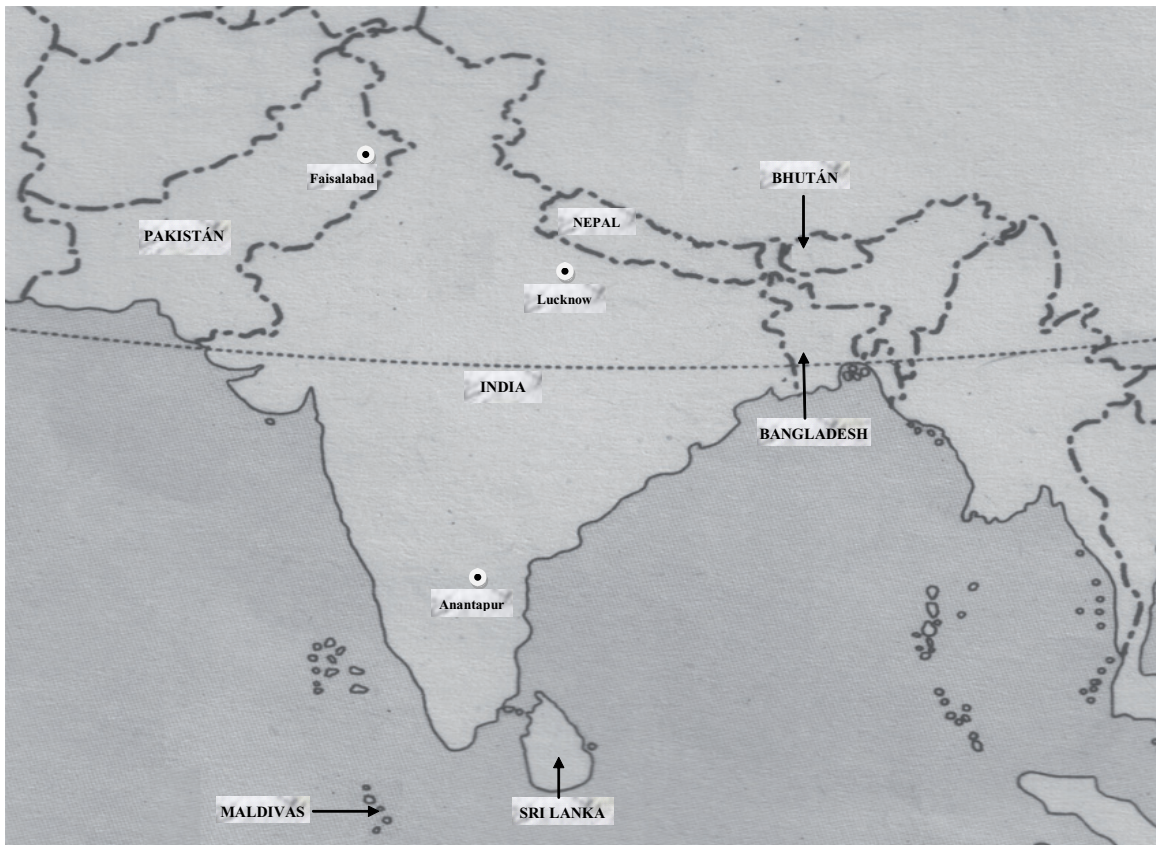 Faisalabad
BHUTÁN
NEPAL
PAKISTÁN
Lucknow
INDIA
BANGLADESH
Anantapur
MALDIVAS
SRI LANKA